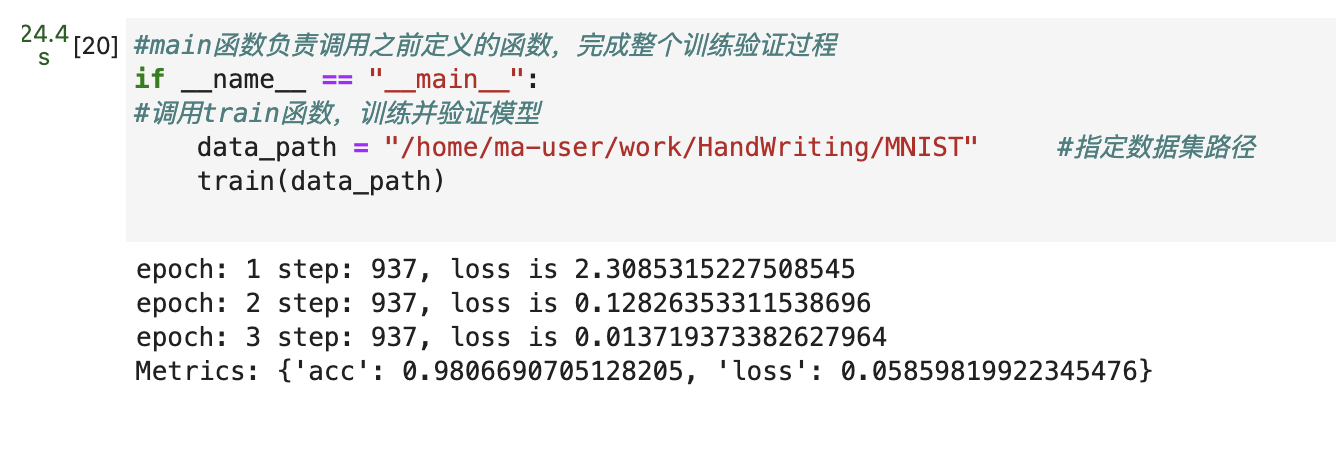 24.4
s
[20]
#main函数负责调用之前定义的函数，完成整个训练验证过程
if __name__ == "__main__":
#调用train函数，训练并验证模型
    data_path = "/home/ma-user/work/HandWriting/MNIST"     #指定数据集路径
    train(data_path)
epoch: 1 step: 937, loss is 2.3085315227508545
epoch: 2 step: 937, loss is 0.12826353311538696
epoch: 3 step: 937, loss is 0.013719373382627964
Metrics: {'acc': 0.9806690705128205, 'loss': 0.05859819922345476}